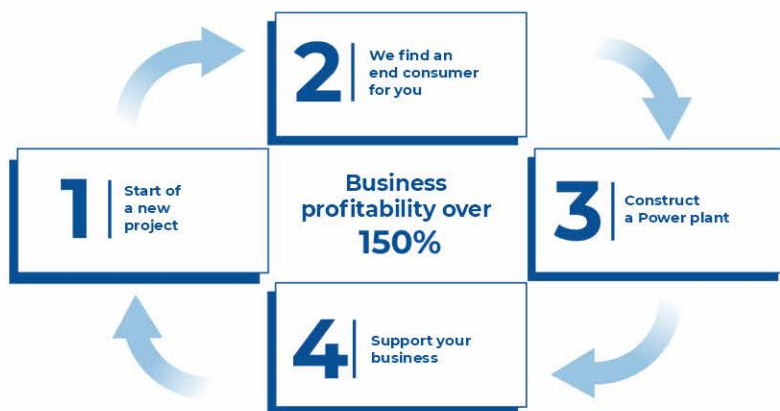 1
Start of
a new
project
2
We find an
end consumer
for you
3
Construct
a Power plant
4
Support your
business
Business
profitability over
150%